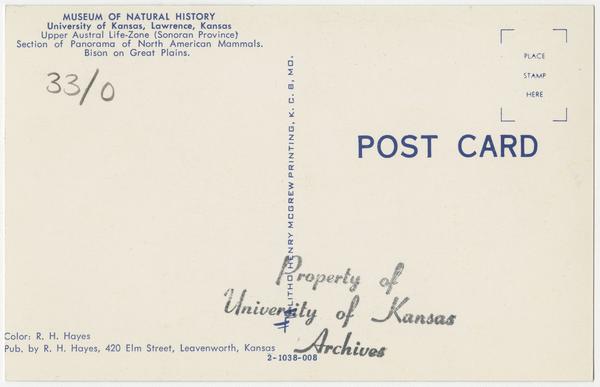 MUSEUM OF NATURAL HISTORY
University of Kansas, Lawrence, Kansas
Upper Austral Life-Zone (Sonoran Province)
Section of Panorama of North American Mammals.
Bison on Great Plains.
33/0
PLACE
STAMP
HERE
POST CARD
LITHO HENRY MCGREW PRINTING, K. C. 8, MO.
Property of
University of Kansas
Archives
Color: R. H. Hayes
Pub. by R. H. Hayes, 420 Elm Street, Leavenworth, Kansas
2-1038-008